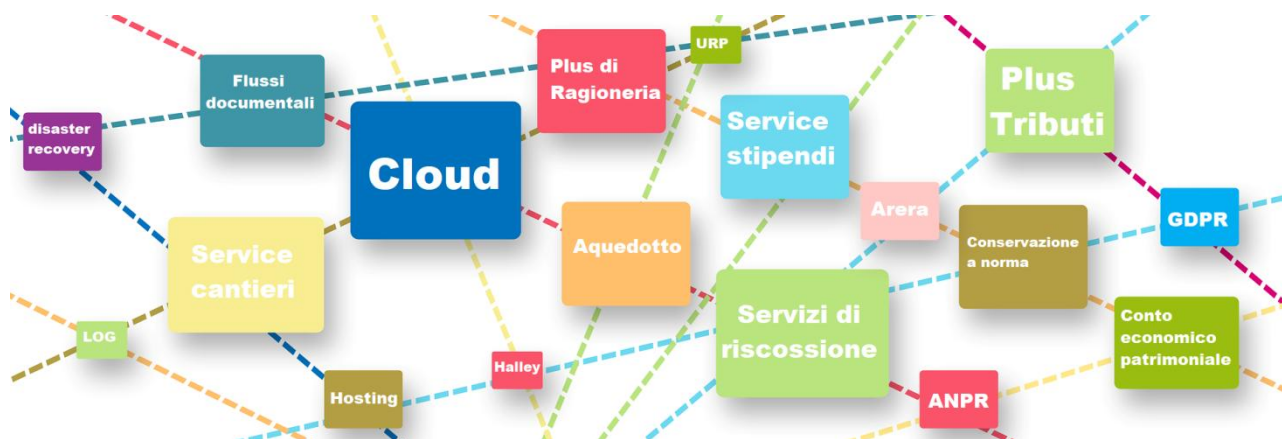 Flussi
documentali
disaster
recovery
Cloud
Plus di
Ragioneria
URP
Service
stipendi
Plus
Tributi
Arera
GDPR
Conservazione
a norma
Aquedotto
Service
cantieri
Servizi di
riscossione
Conto
economico
patrimoniale
LOG
Halley
Hosting
ANPR